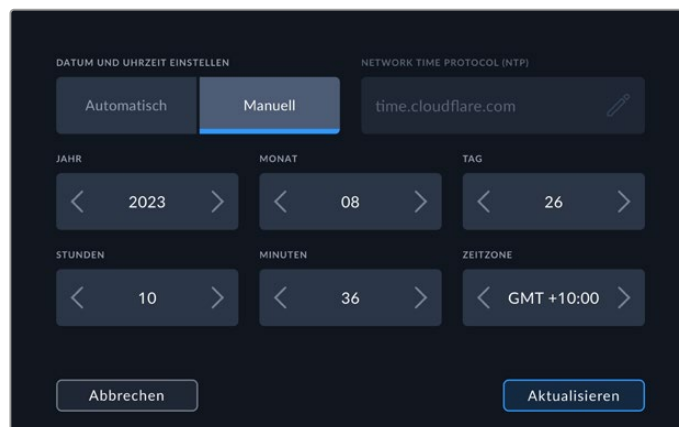 DATUM UND UHRZEIT EINSTELLEN NETWORK TIME PROTOCOL (NTP)
Automatisch Manuell time.cloudflare.com
JAHR MONAT TAG
2023 08 26
STUNDEN MINUTEN ZEITZONE
10 36 GMT +10:00
Abbrechen Aktualisieren